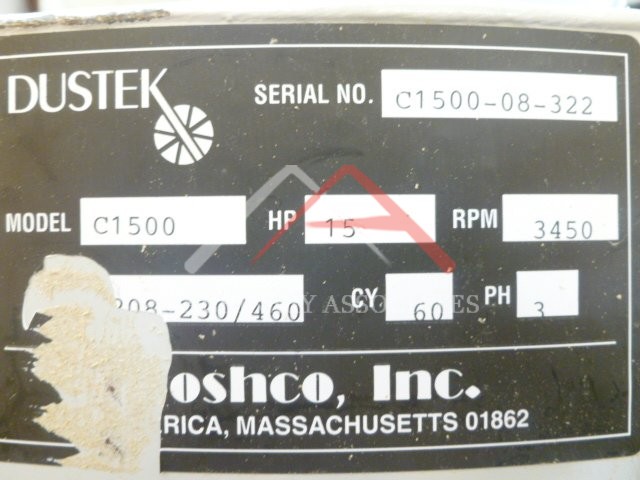 DUSTEK SERIAL NO. C1500-08-322
MODEL C1500 HP 15 RPM 3450
208-230/460 CY 60 PH 3
oshco, Inc.
ERICA, MASSACHUSETTS 01862